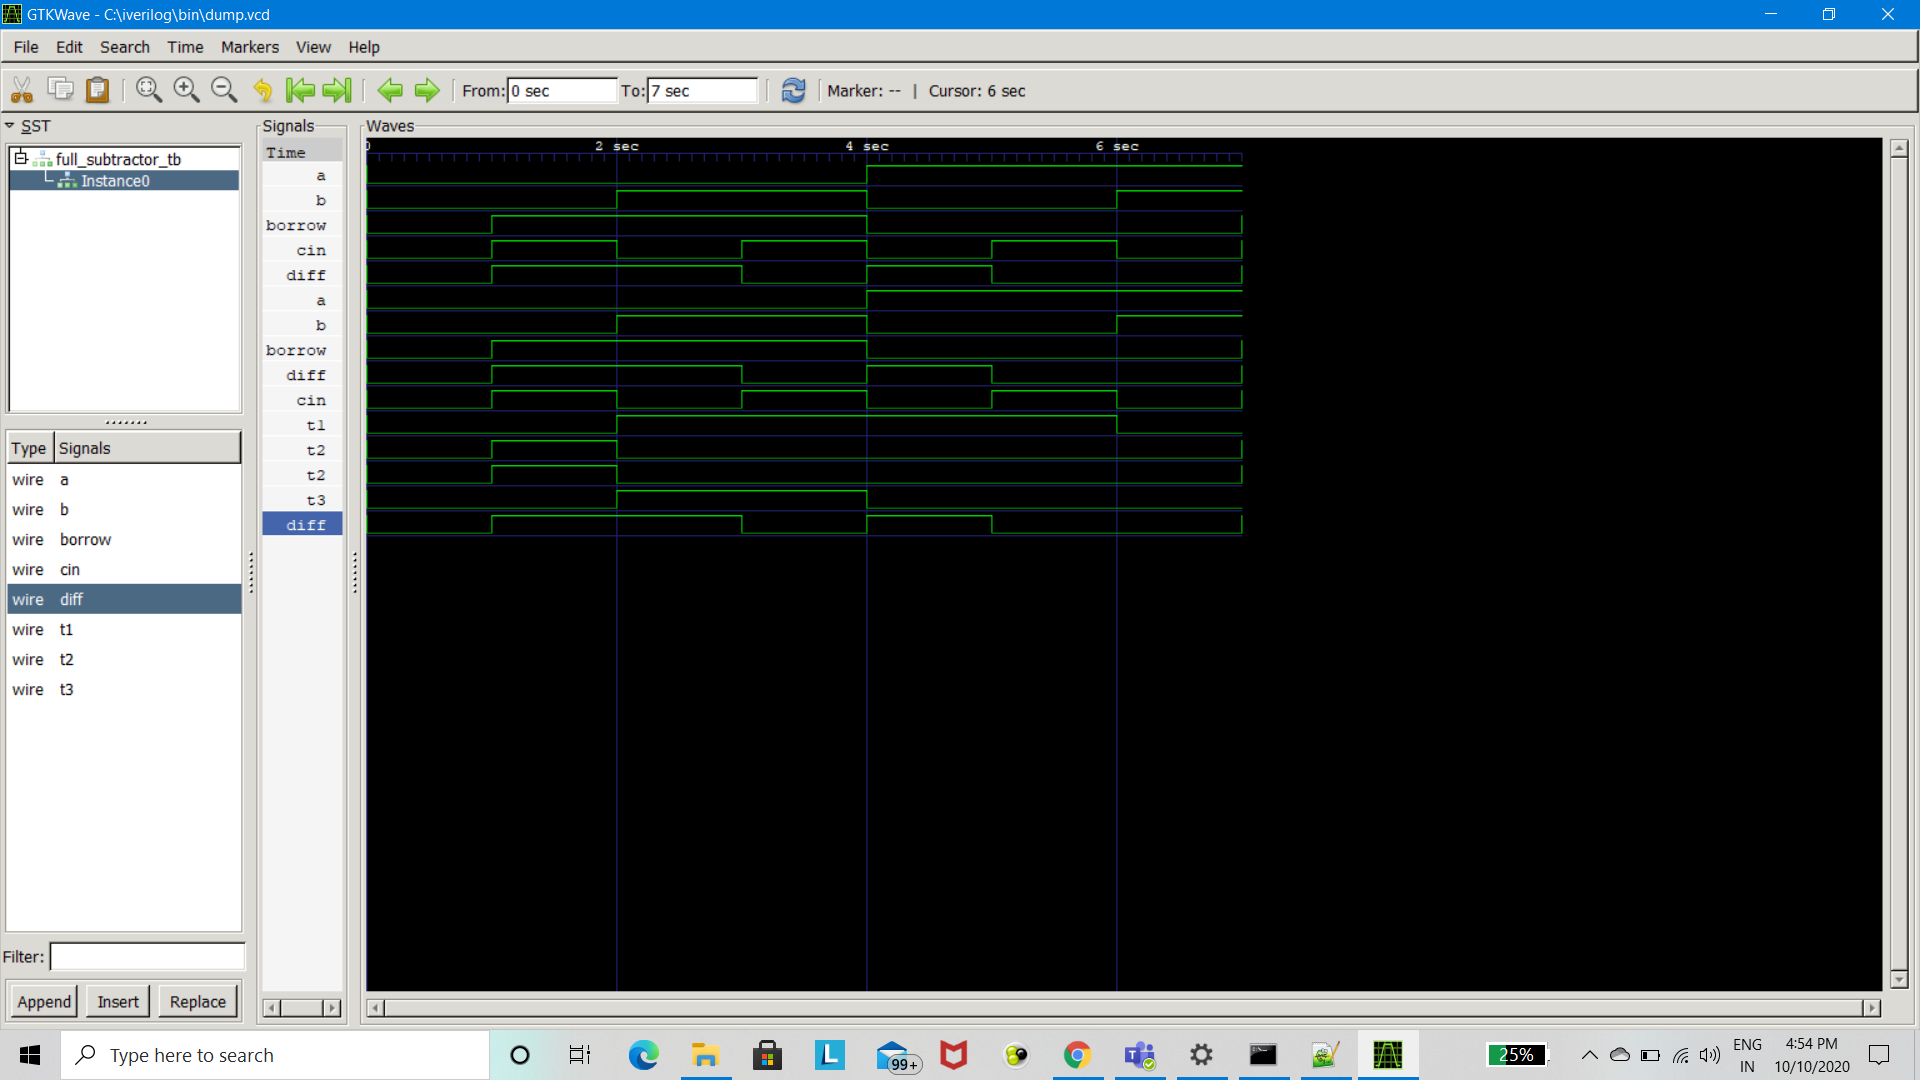 GTKWave - C:\iverilog\bin\dump.vcd
File Edit Search Time Markers View Help
From: 0 sec To: 7 sec Marker: -- | Cursor: 6 sec
SST
full_subtractor_tb
Instance0
Type Signals
wire a
wire b
wire borrow
wire cin
wire diff
wire t1
wire t2
wire t3
Filter:
Append Insert Replace
Signals
Time
a
b
borrow
cin
diff
a
b
borrow
diff
cin
t1
t2
t2
t3
diff
Waves
0 2 sec 4 sec 6 sec
Type here to search
L
99+
25%
ENG
IN
4:54 PM
10/10/2020